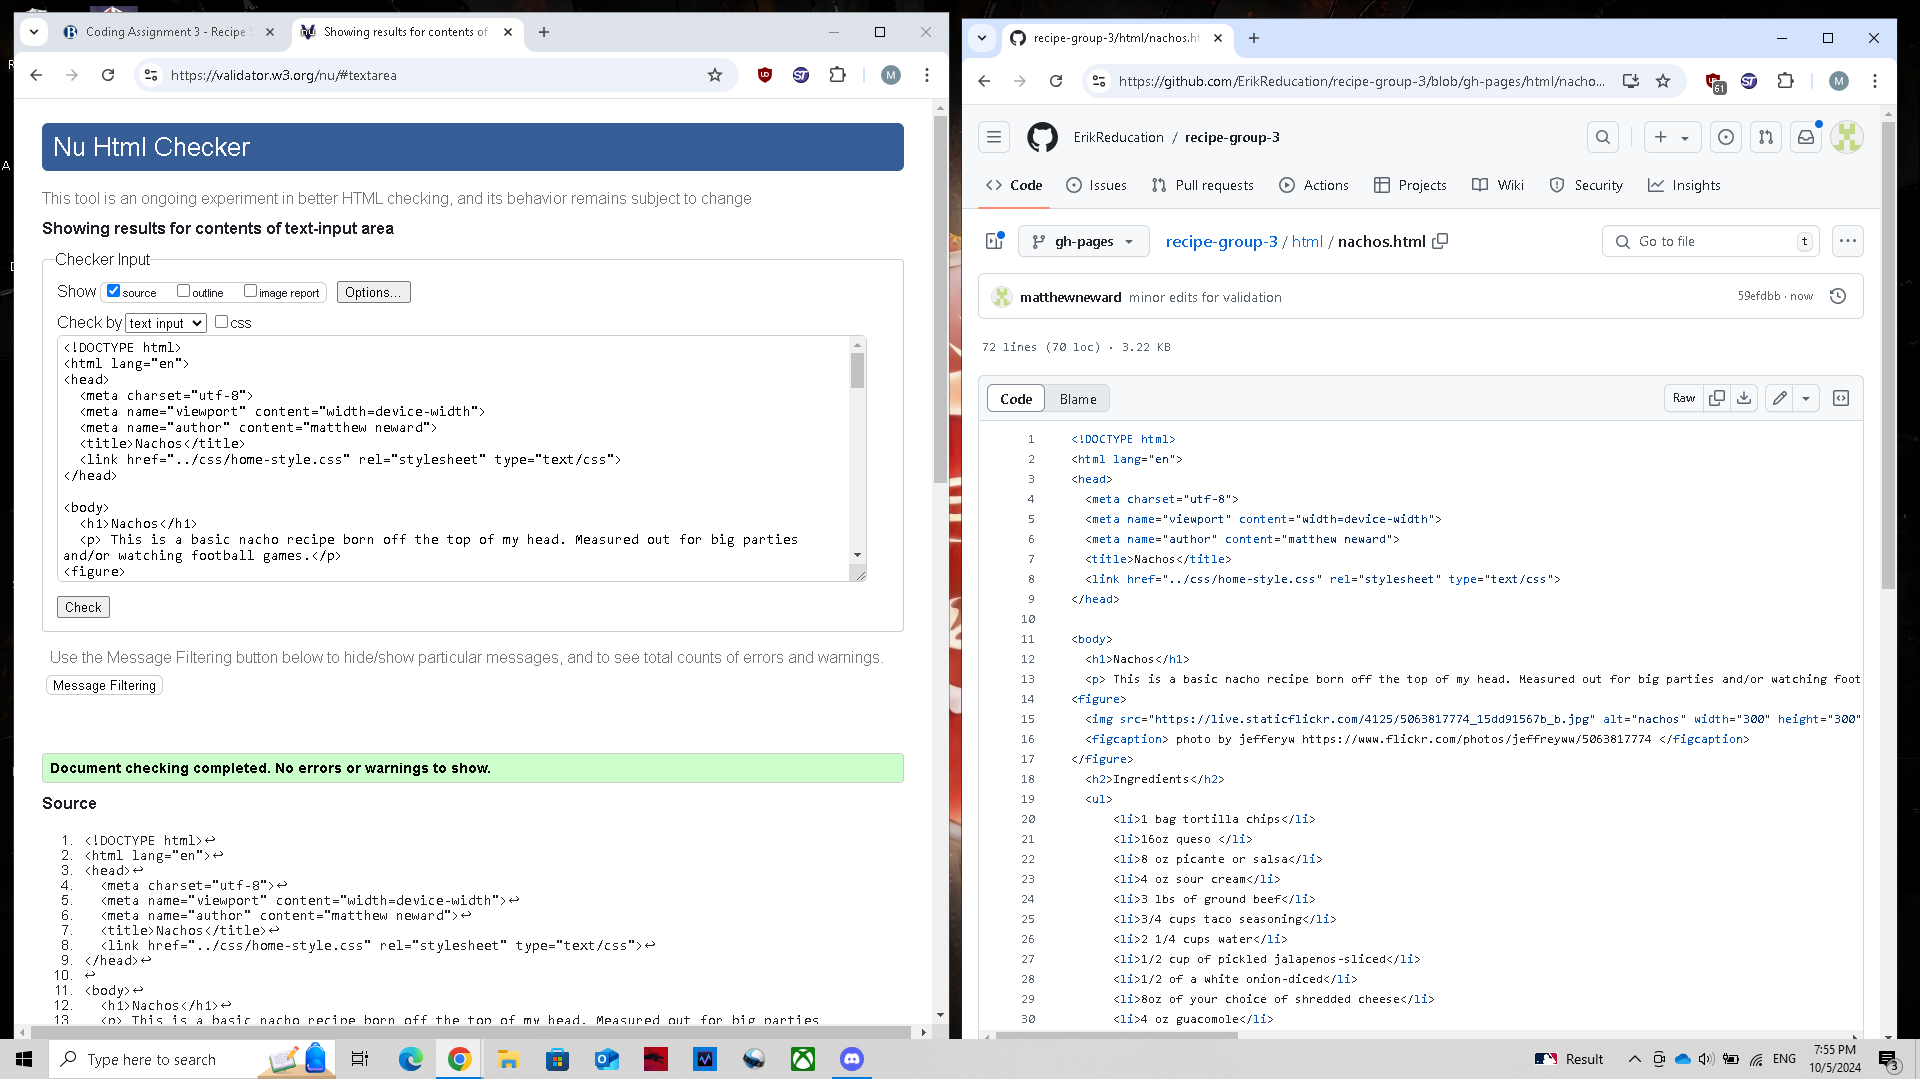 Coding Assignment 3 - Recipe
Showing results for contents of
https://validator.w3.org/nu/#textarea
M
Nu Html Checker
This tool is an ongoing experiment in better HTML checking, and its behavior remains subject to change
Showing results for contents of text-input area
Checker Input
Show source outline image report Options...
Check by text input css
<!DOCTYPE html>
<html lang="en">
<head>
<meta charset="utf-8">
<meta name="viewport" content="width=device-width">
<meta name="author" content="matthew neward">
<title>Nachos</title>
<link href="../css/home-style.css" rel="stylesheet" type="text/css">
</head>
<body>
<h1>Nachos</h1>
<p> This is a basic nacho recipe born off the top of my head. Measured out for big parties
and/or watching football games.</p>
<figure>
Check
Use the Message Filtering button below to hide/show particular messages, and to see total counts of errors and warnings.
Message Filtering
Document checking completed. No errors or warnings to show.
Source
1. <!DOCTYPE html>↩
2. <html lang="en">↩
3. <head>↩
4. <meta charset="utf-8">↩
5. <meta name="viewport" content="width=device-width">↩
6. <meta name="author" content="matthew neward">↩
7. <title>Nachos</title>↩
8. <link href="../css/home-style.css" rel="stylesheet" type="text/css">↩
9. </head>↩
10. ↩
11. <body>↩
12. <h1>Nachos</h1>↩
13. <p> This is a basic nacho recipe born off the top of my head. Measured out for big parties
recipe-group-3/html/nachos.ht
https://github.com/ErikReducation/recipe-group-3/blob/gh-pages/html/nacho...
61
M
ErikReducation / recipe-group-3
Code Issues Pull requests Actions Projects Wiki Security Insights
gh-pages recipe-group-3 / html / nachos.html Go to file t
matthewneward minor edits for validation 59efdbb · now
72 lines (70 loc) · 3.22 KB
Code Blame Raw
1 <!DOCTYPE html>
2 <html lang="en">
3 <head>
4 <meta charset="utf-8">
5 <meta name="viewport" content="width=device-width">
6 <meta name="author" content="matthew neward">
7 <title>Nachos</title>
8 <link href="../css/home-style.css" rel="stylesheet" type="text/css">
9 </head>
10
11 <body>
12 <h1>Nachos</h1>
13 <p> This is a basic nacho recipe born off the top of my head. Measured out for big parties and/or watching foot
14 <figure>
15 <img src="https://live.staticflickr.com/4125/5063817774_15dd91567b_b.jpg" alt="nachos" width="300" height="300"
16 <figcaption> photo by jefferyw https://www.flickr.com/photos/jeffreyww/5063817774 </figcaption>
17 </figure>
18 <h2>Ingredients</h2>
19 <ul>
20 <li>1 bag tortilla chips</li>
21 <li>16oz queso </li>
22 <li>8 oz picante or salsa</li>
23 <li>4 oz sour cream</li>
24 <li>3 lbs of ground beef</li>
25 <li>3/4 cups taco seasoning</li>
26 <li>2 1/4 cups water</li>
27 <li>1/2 cup of pickled jalapenos-sliced</li>
28 <li>1/2 of a white onion-diced</li>
29 <li>8oz of your choice of shredded cheese</li>
30 <li>4 oz guacomole</li>
Type here to search
Result
ENG
7:55 PM
10/5/2024
3